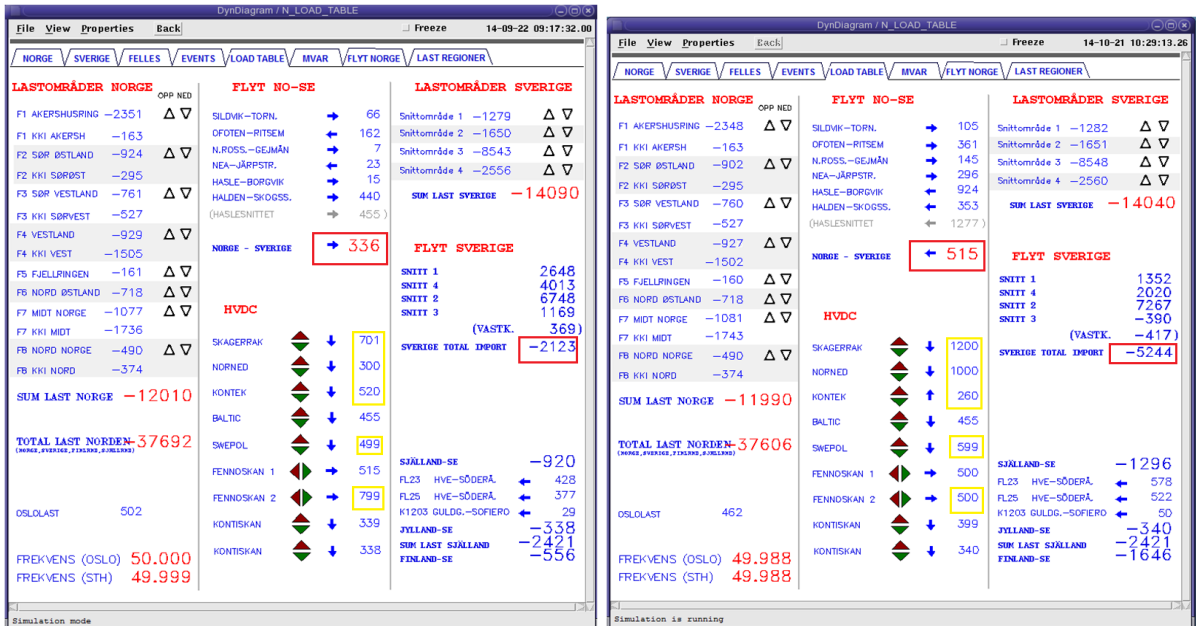 DynDiagram / N_LOAD_TABLE
File View Properties Back Freeze 14-09-22 09:17:32.00
NORGE SVERIGE FELLES EVENTS LOAD TABLE MVAR FLYT NORGE LAST REGIONER
LASTOMRÅDER NORGE
OPP NED
F1 AKERSHUSRING -2351
F1 KKI AKERSH -163
F2 SØR ØSTLAND -924
F2 KKI SØRØST -295
F3 SØR VESTLAND -761
F3 KKI SØRVEST -527
F4 VESTLAND -929
F4 KKI VEST -1505
F5 FJELLRINGEN -161
F6 NORD ØSTLAND -718
F7 MIDT NORGE -1077
F7 KKI MIDT -1736
F8 NORD NORGE -490
F8 KKI NORD -374
SUM LAST NORGE -12010
TOTAL LAST NORDEN -37692
(NORGE,SVERIGE,FINLAND,SJELLAND)
OSLOLAST 502
FREKVENS (OSLO) 50.000
FREKVENS (STH) 49.999
FLYT NO-SE
SILDVIK-TORN. → 66
OFOTEN-RITSEM ← 162
N.ROSS.-GEJMÅN → 7
NEA-JÄRPSTR. ← 23
HASLE-BORGVIK → 15
HALDEN-SKOGSS. → 440
(HASLESNITTET → 455 )
NORGE - SVERIGE → 336
HVDC
SKAGERRAK ↓ 701
NORNED ↓ 300
KONTEK ↓ 520
BALTIC ↓ 455
SWEPOL ↓ 499
FENNOSKAN 1 → 515
FENNOSKAN 2 → 799
KONTISKAN ↓ 339
KONTISKAN ↓ 338
LASTOMRÅDER SVERIGE
Snittområde 1 -1279
Snittområde 2 -1650
Snittområde 3 -8543
Snittområde 4 -2556
SUM LAST SVERIGE -14090
FLYT SVERIGE
SNITT 1 2648
SNITT 4 4013
SNITT 2 6748
SNITT 3 1169
(VASTK. 369)
SVERIGE TOTAL IMPORT -2123
SJÄLLAND-SE -920
FL23 HVE-SÖDERÅ. ← 428
FL25 HVE-SÖDERÅ. ← 377
K1203 GULDG.-SOFIERO ← 29
JYLLAND-SE -338
SUM LAST SJÄLLAND -2421
FINLAND-SE -556
Simulation mode
DynDiagram / N_LOAD_TABLE
File View Properties Back Freeze 14-10-21 10:29:13.26
NORGE SVERIGE FELLES EVENTS LOAD TABLE MVAR FLYT NORGE LAST REGIONER
LASTOMRÅDER NORGE
OPP NED
F1 AKERSHUSRING -2348
F1 KKI AKERSH -163
F2 SØR ØSTLAND -902
F2 KKI SØRØST -295
F3 SØR VESTLAND -760
F3 KKI SØRVEST -527
F4 VESTLAND -927
F4 KKI VEST -1502
F5 FJELLRINGEN -160
F6 NORD ØSTLAND -718
F7 MIDT NORGE -1081
F7 KKI MIDT -1743
F8 NORD NORGE -490
F8 KKI NORD -374
SUM LAST NORGE -11990
TOTAL LAST NORDEN -37606
(NORGE,SVERIGE,FINLAND,SJELLAND)
OSLOLAST 462
FREKVENS (OSLO) 49.988
FREKVENS (STH) 49.988
FLYT NO-SE
SILDVIK-TORN. → 105
OFOTEN-RITSEM → 361
N.ROSS.-GEJMÅN → 145
NEA-JÄRPSTR. → 296
HASLE-BORGVIK ← 924
HALDEN-SKOGSS. ← 353
(HASLESNITTET ← 1277 )
NORGE - SVERIGE ← 515
HVDC
SKAGERRAK ↓ 1200
NORNED ↓ 1000
KONTEK ↑ 260
BALTIC ↓ 455
SWEPOL ↓ 599
FENNOSKAN 1 → 500
FENNOSKAN 2 → 500
KONTISKAN ↓ 399
KONTISKAN ↓ 340
LASTOMRÅDER SVERIGE
Snittområde 1 -1282
Snittområde 2 -1651
Snittområde 3 -8548
Snittområde 4 -2560
SUM LAST SVERIGE -14040
FLYT SVERIGE
SNITT 1 1352
SNITT 4 2020
SNITT 2 7267
SNITT 3 -390
(VASTK. -417)
SVERIGE TOTAL IMPORT -5244
SJÄLLAND-SE -1296
FL23 HVE-SÖDERÅ. ← 578
FL25 HVE-SÖDERÅ. ← 522
K1203 GULDG.-SOFIERO ← 50
JYLLAND-SE -340
SUM LAST SJÄLLAND -2421
FINLAND-SE -1646
Simulation is running